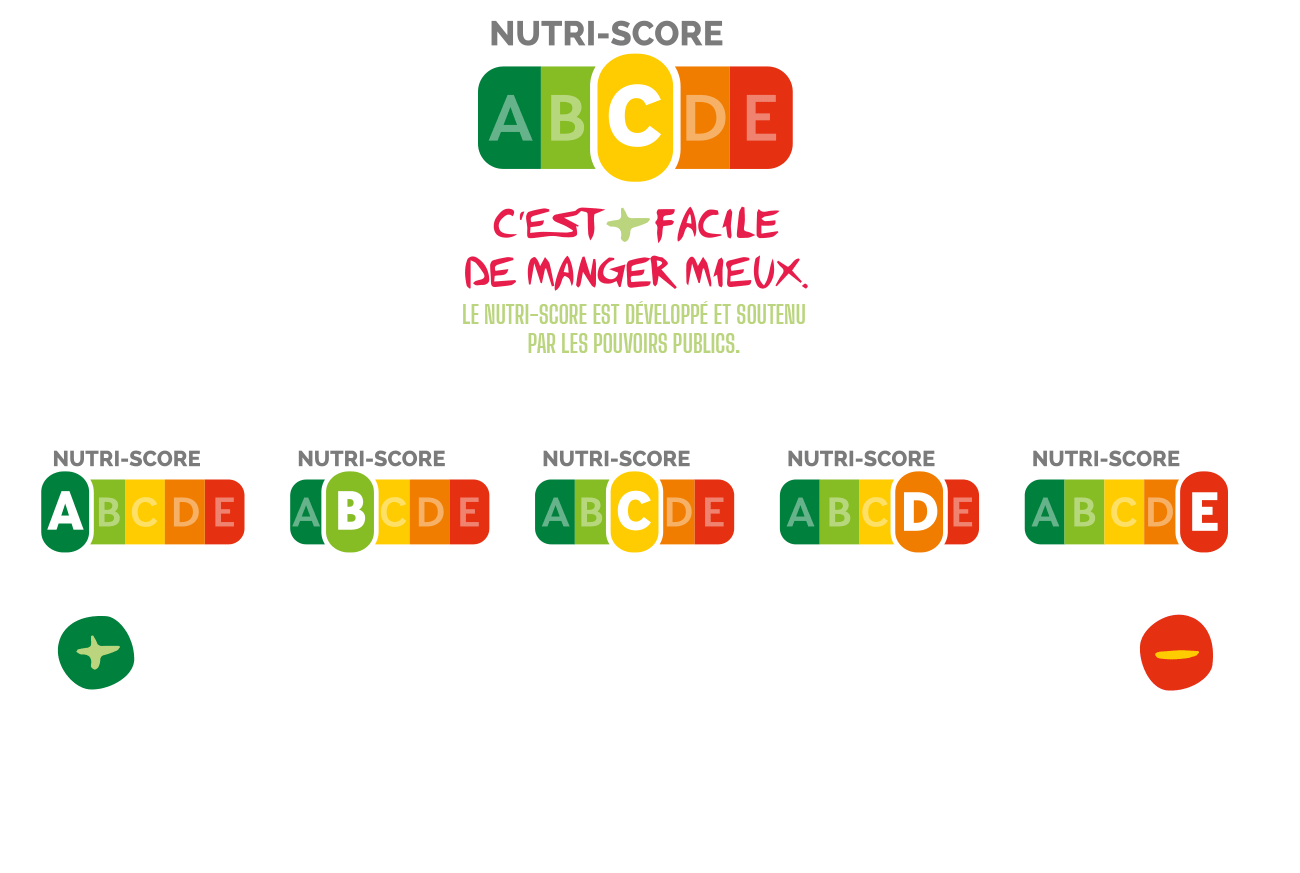 NUTRI-SCORE
A B C D E
C'EST + FACILE
DE MANGER MIEUX.
LE NUTRI-SCORE EST DÉVELOPPÉ ET SOUTENU
PAR LES POUVOIRS PUBLICS.
NUTRI-SCORE NUTRI-SCORE NUTRI-SCORE NUTRI-SCORE NUTRI-SCORE
A B C D E A B C D E A B C D E A B C D E A B C D E
+ −